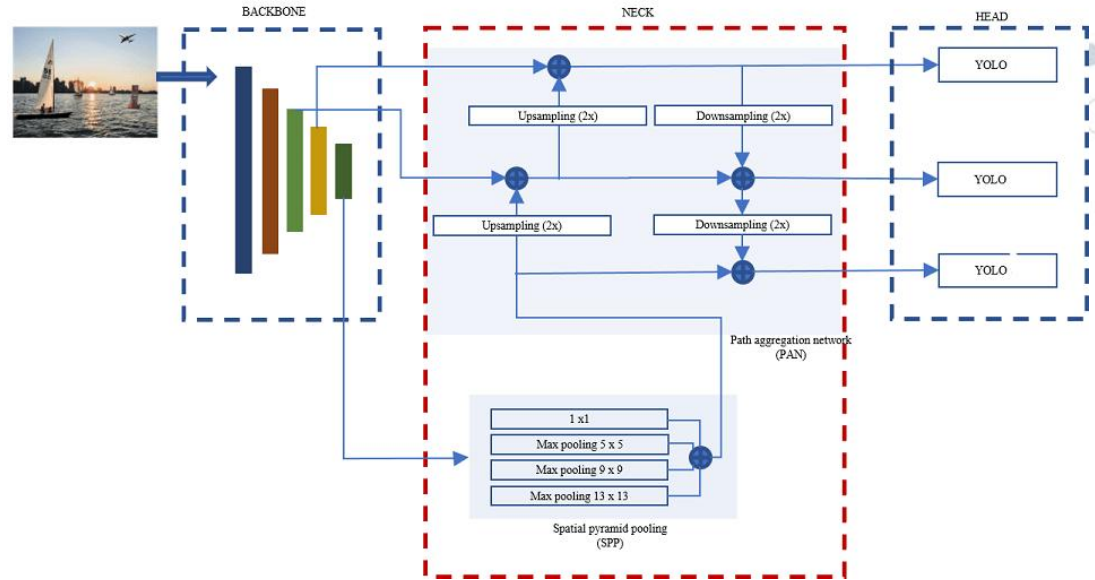 BACKBONE
NECK
HEAD
YOLO
Upsampling (2x)
Downsampling (2x)
YOLO
Upsampling (2x)
Downsampling (2x)
YOLO
Path aggregation network
(PAN)
1 x1
Max pooling 5 x 5
Max pooling 9 x 9
Max pooling 13 x 13
Spatial pyramid pooling
(SPP)